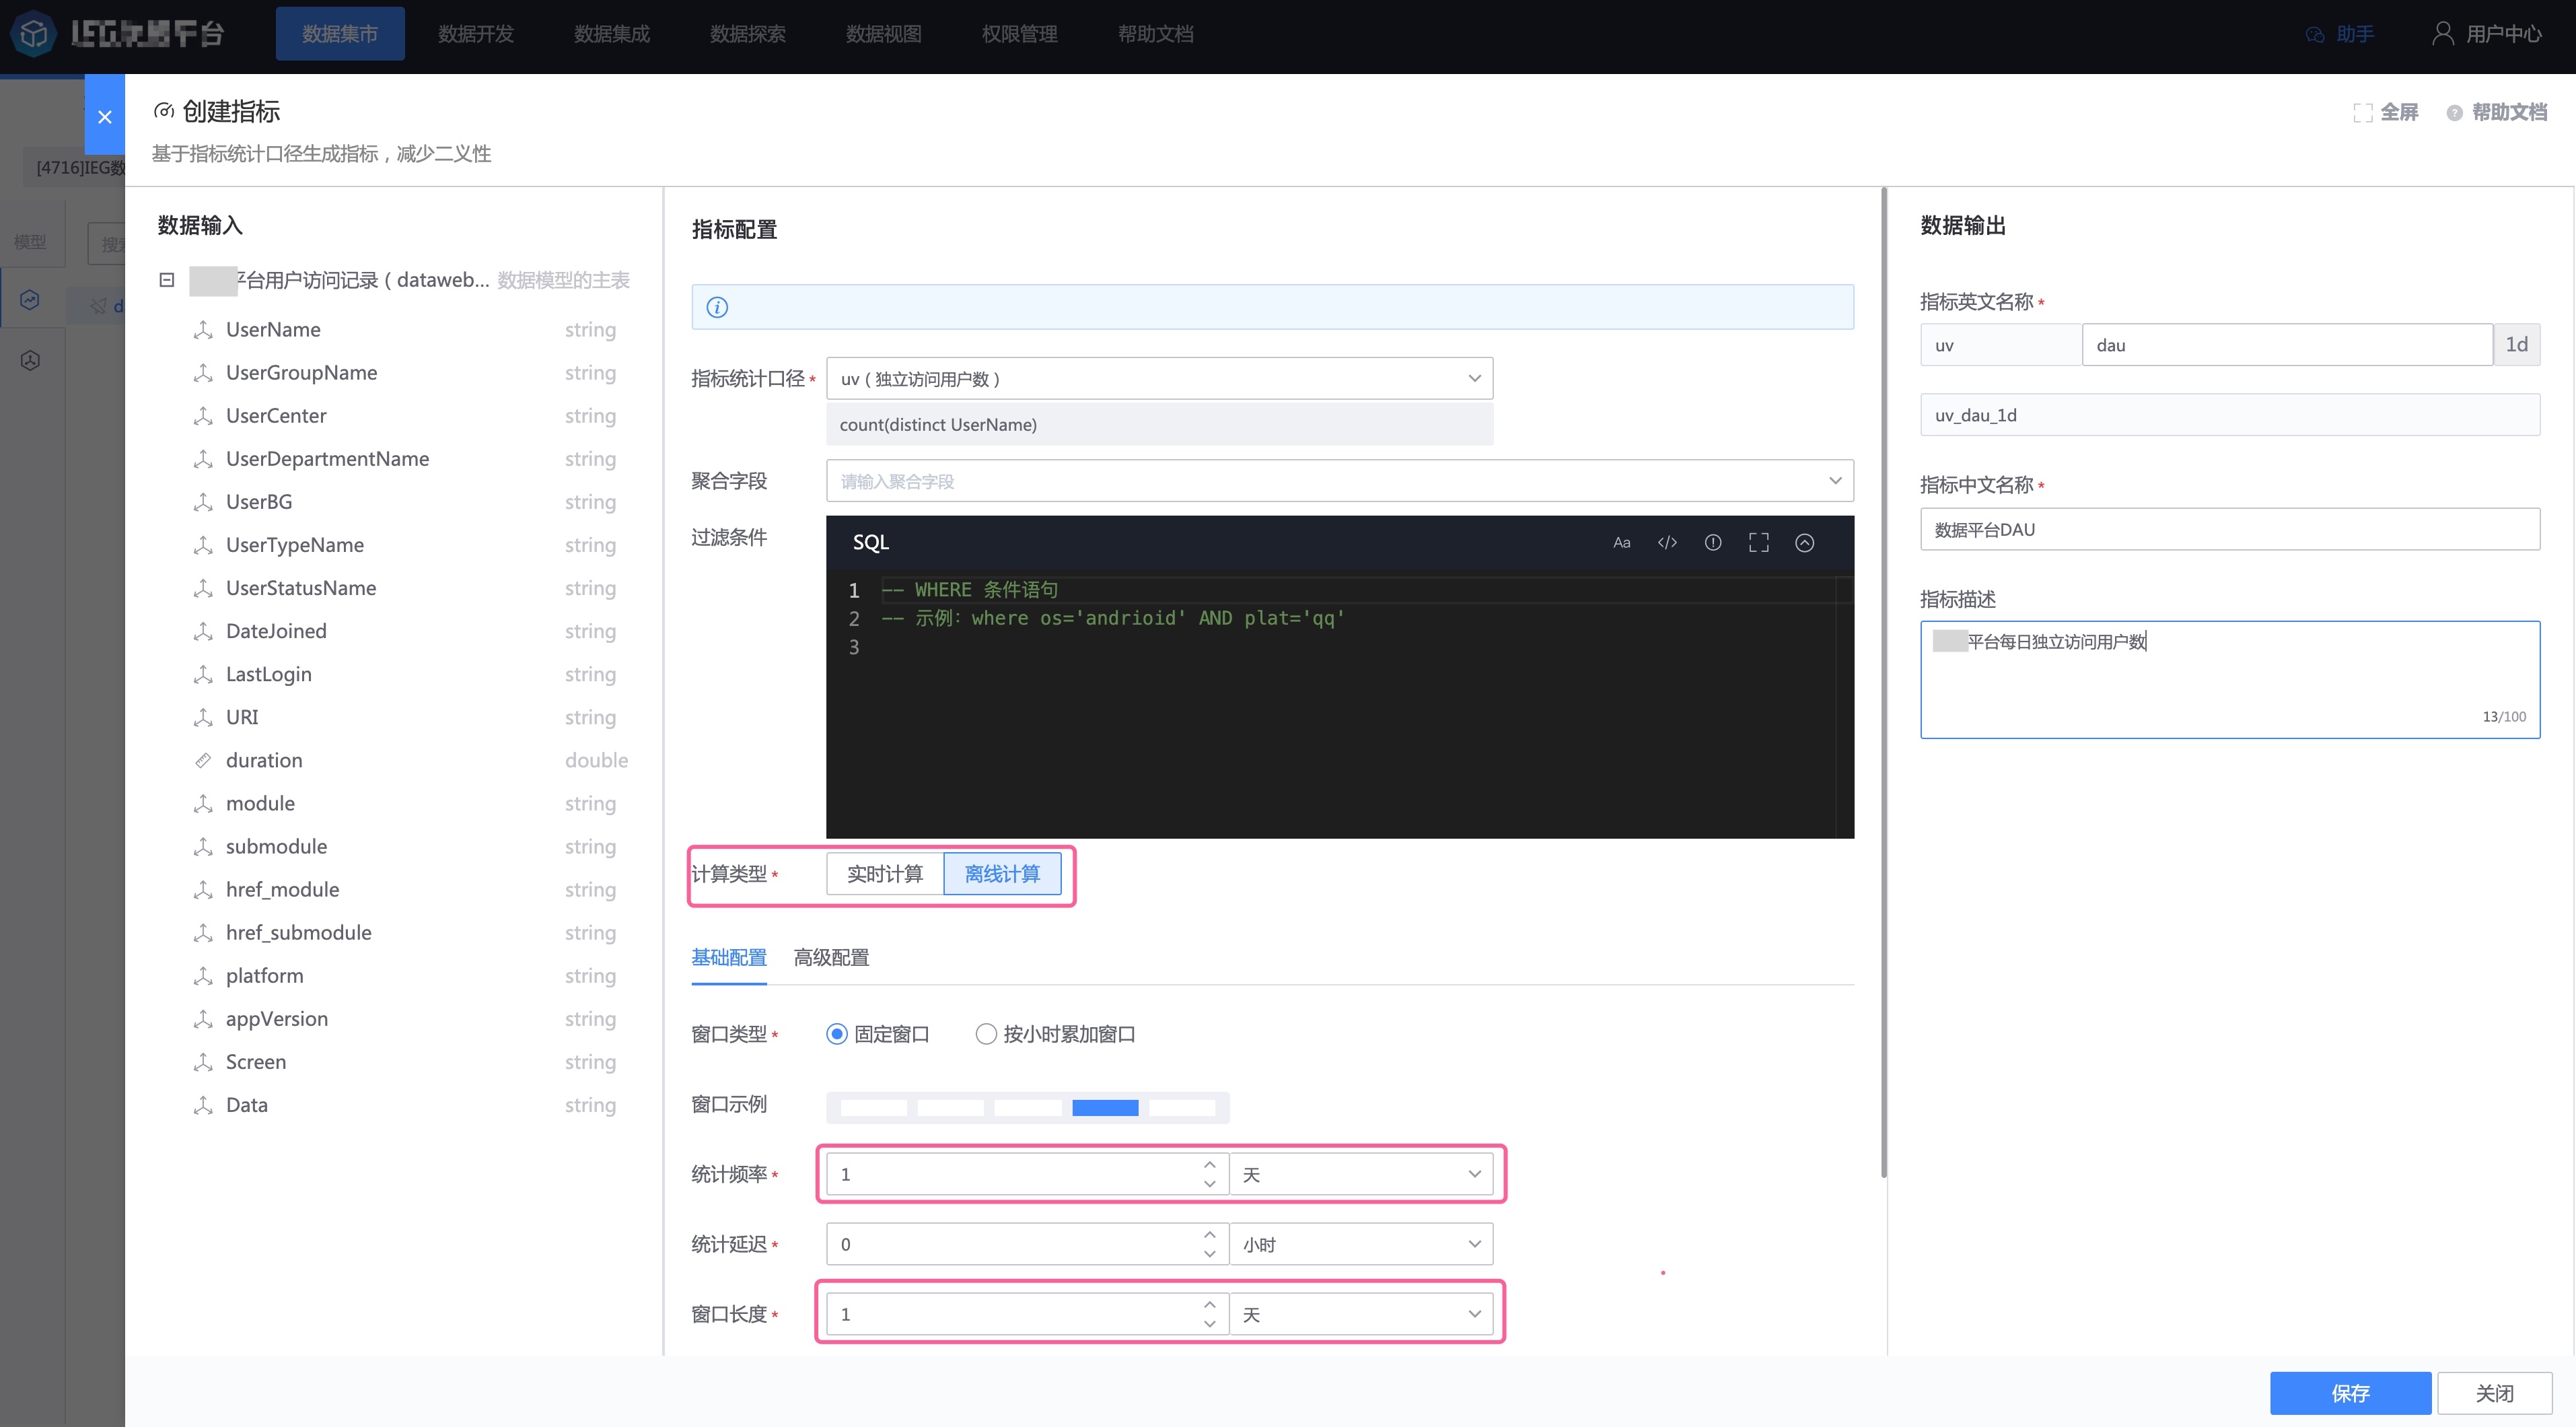 平台
数据集市
数据开发
数据集成
数据探索
数据视图
权限管理
帮助文档
助手
用户中心
创建指标
基于指标统计口径生成指标，减少二义性
全屏
帮助文档
[4716]IEG数
模型
搜
d
数据输入
平台用户访问记录（dataweb... 数据模型的主表
UserName string
UserGroupName string
UserCenter string
UserDepartmentName string
UserBG string
UserTypeName string
UserStatusName string
DateJoined string
LastLogin string
URI string
duration double
module string
submodule string
href_module string
href_submodule string
platform string
appVersion string
Screen string
Data string
指标配置
指标统计口径* uv（独立访问用户数）
count(distinct UserName)
聚合字段 请输入聚合字段
过滤条件
SQL
Aa </>
1 -- WHERE 条件语句
2 -- 示例：where os='andrioid' AND plat='qq'
3
计算类型* 实时计算 离线计算
基础配置 高级配置
窗口类型* 固定窗口 按小时累加窗口
窗口示例
统计频率* 1 天
统计延迟* 0 小时
窗口长度* 1 天
数据输出
指标英文名称*
uv dau 1d
uv_dau_1d
指标中文名称*
数据平台DAU
指标描述
平台每日独立访问用户数
13/100
保存
关闭